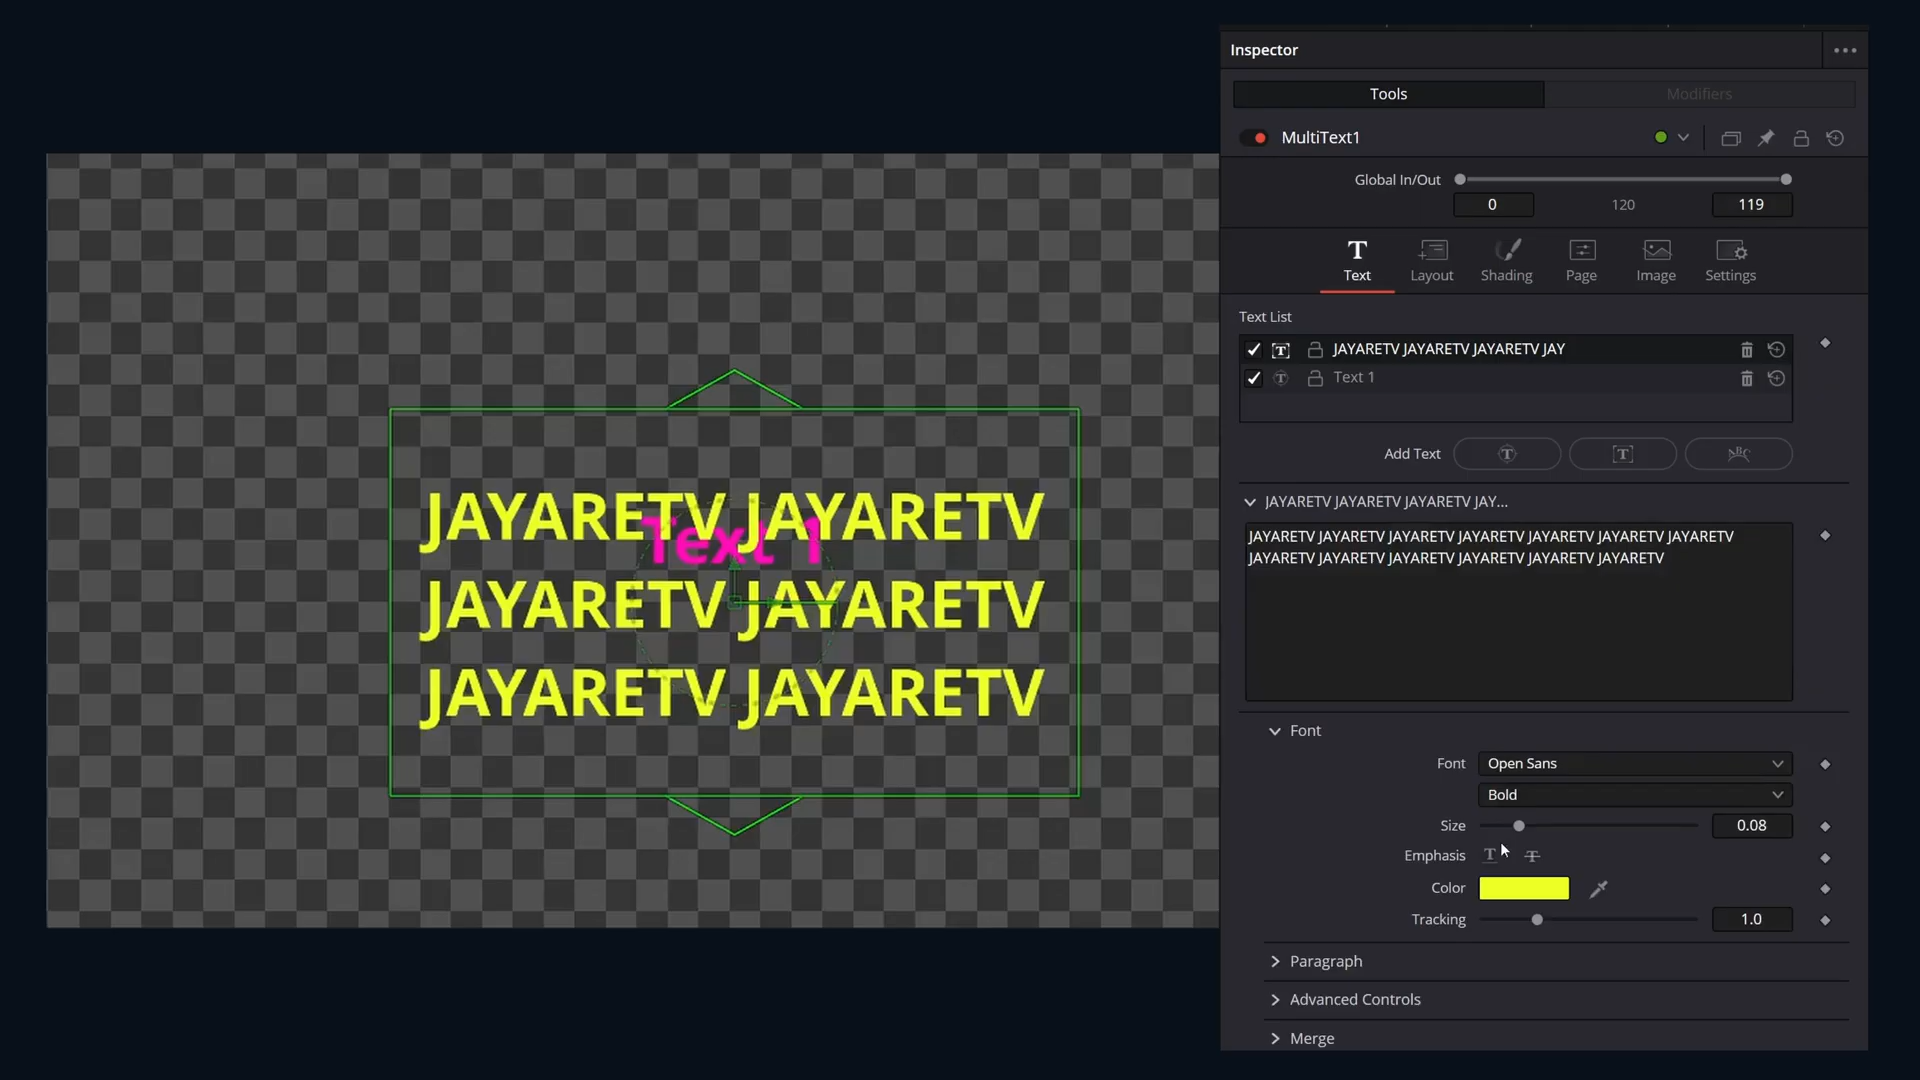 Inspector
Tools
Modifiers
MultiText1
Global In/Out
0
120
119
Text
Layout
Shading
Page
Image
Settings
Text List
JAYARETV JAYARETV JAYARETV JAY
Text 1
Add Text
T
T
ABC
JAYARETV JAYARETV JAYARETV JAY...
JAYARETV JAYARETV JAYARETV JAYARETV JAYARETV JAYARETV JAYARETV
JAYARETV JAYARETV JAYARETV JAYARETV JAYARETV JAYARETV
Font
Font
Open Sans
Bold
Size
0.08
Emphasis
T
T
Color
Tracking
1.0
Paragraph
Advanced Controls
Merge
JAYARETV JAYARETV
Text 1
JAYARETV JAYARETV
JAYARETV JAYARETV